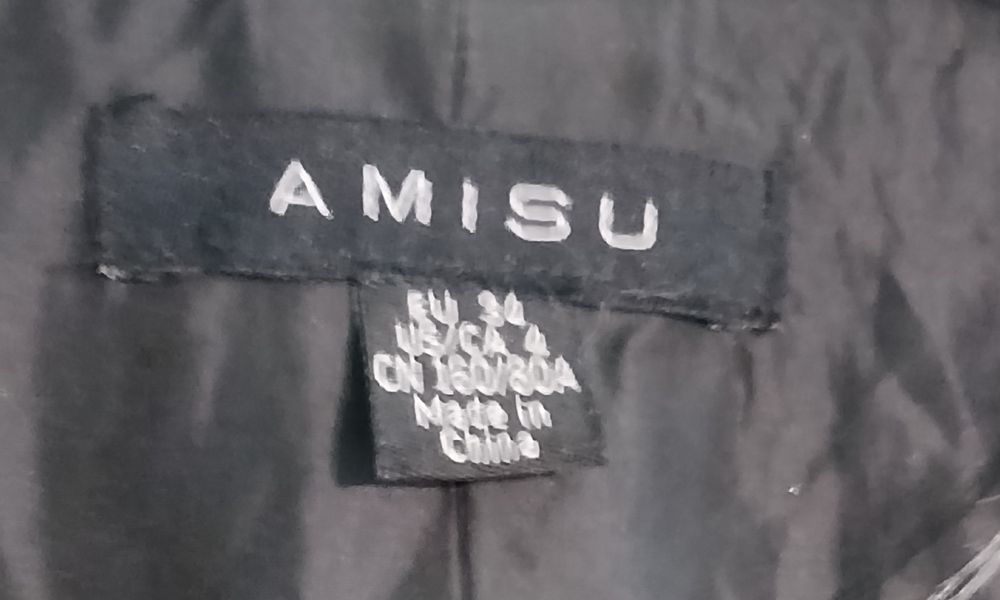 AMISU
EU 34
US/CA 4
CN 160/80A
Made in
China